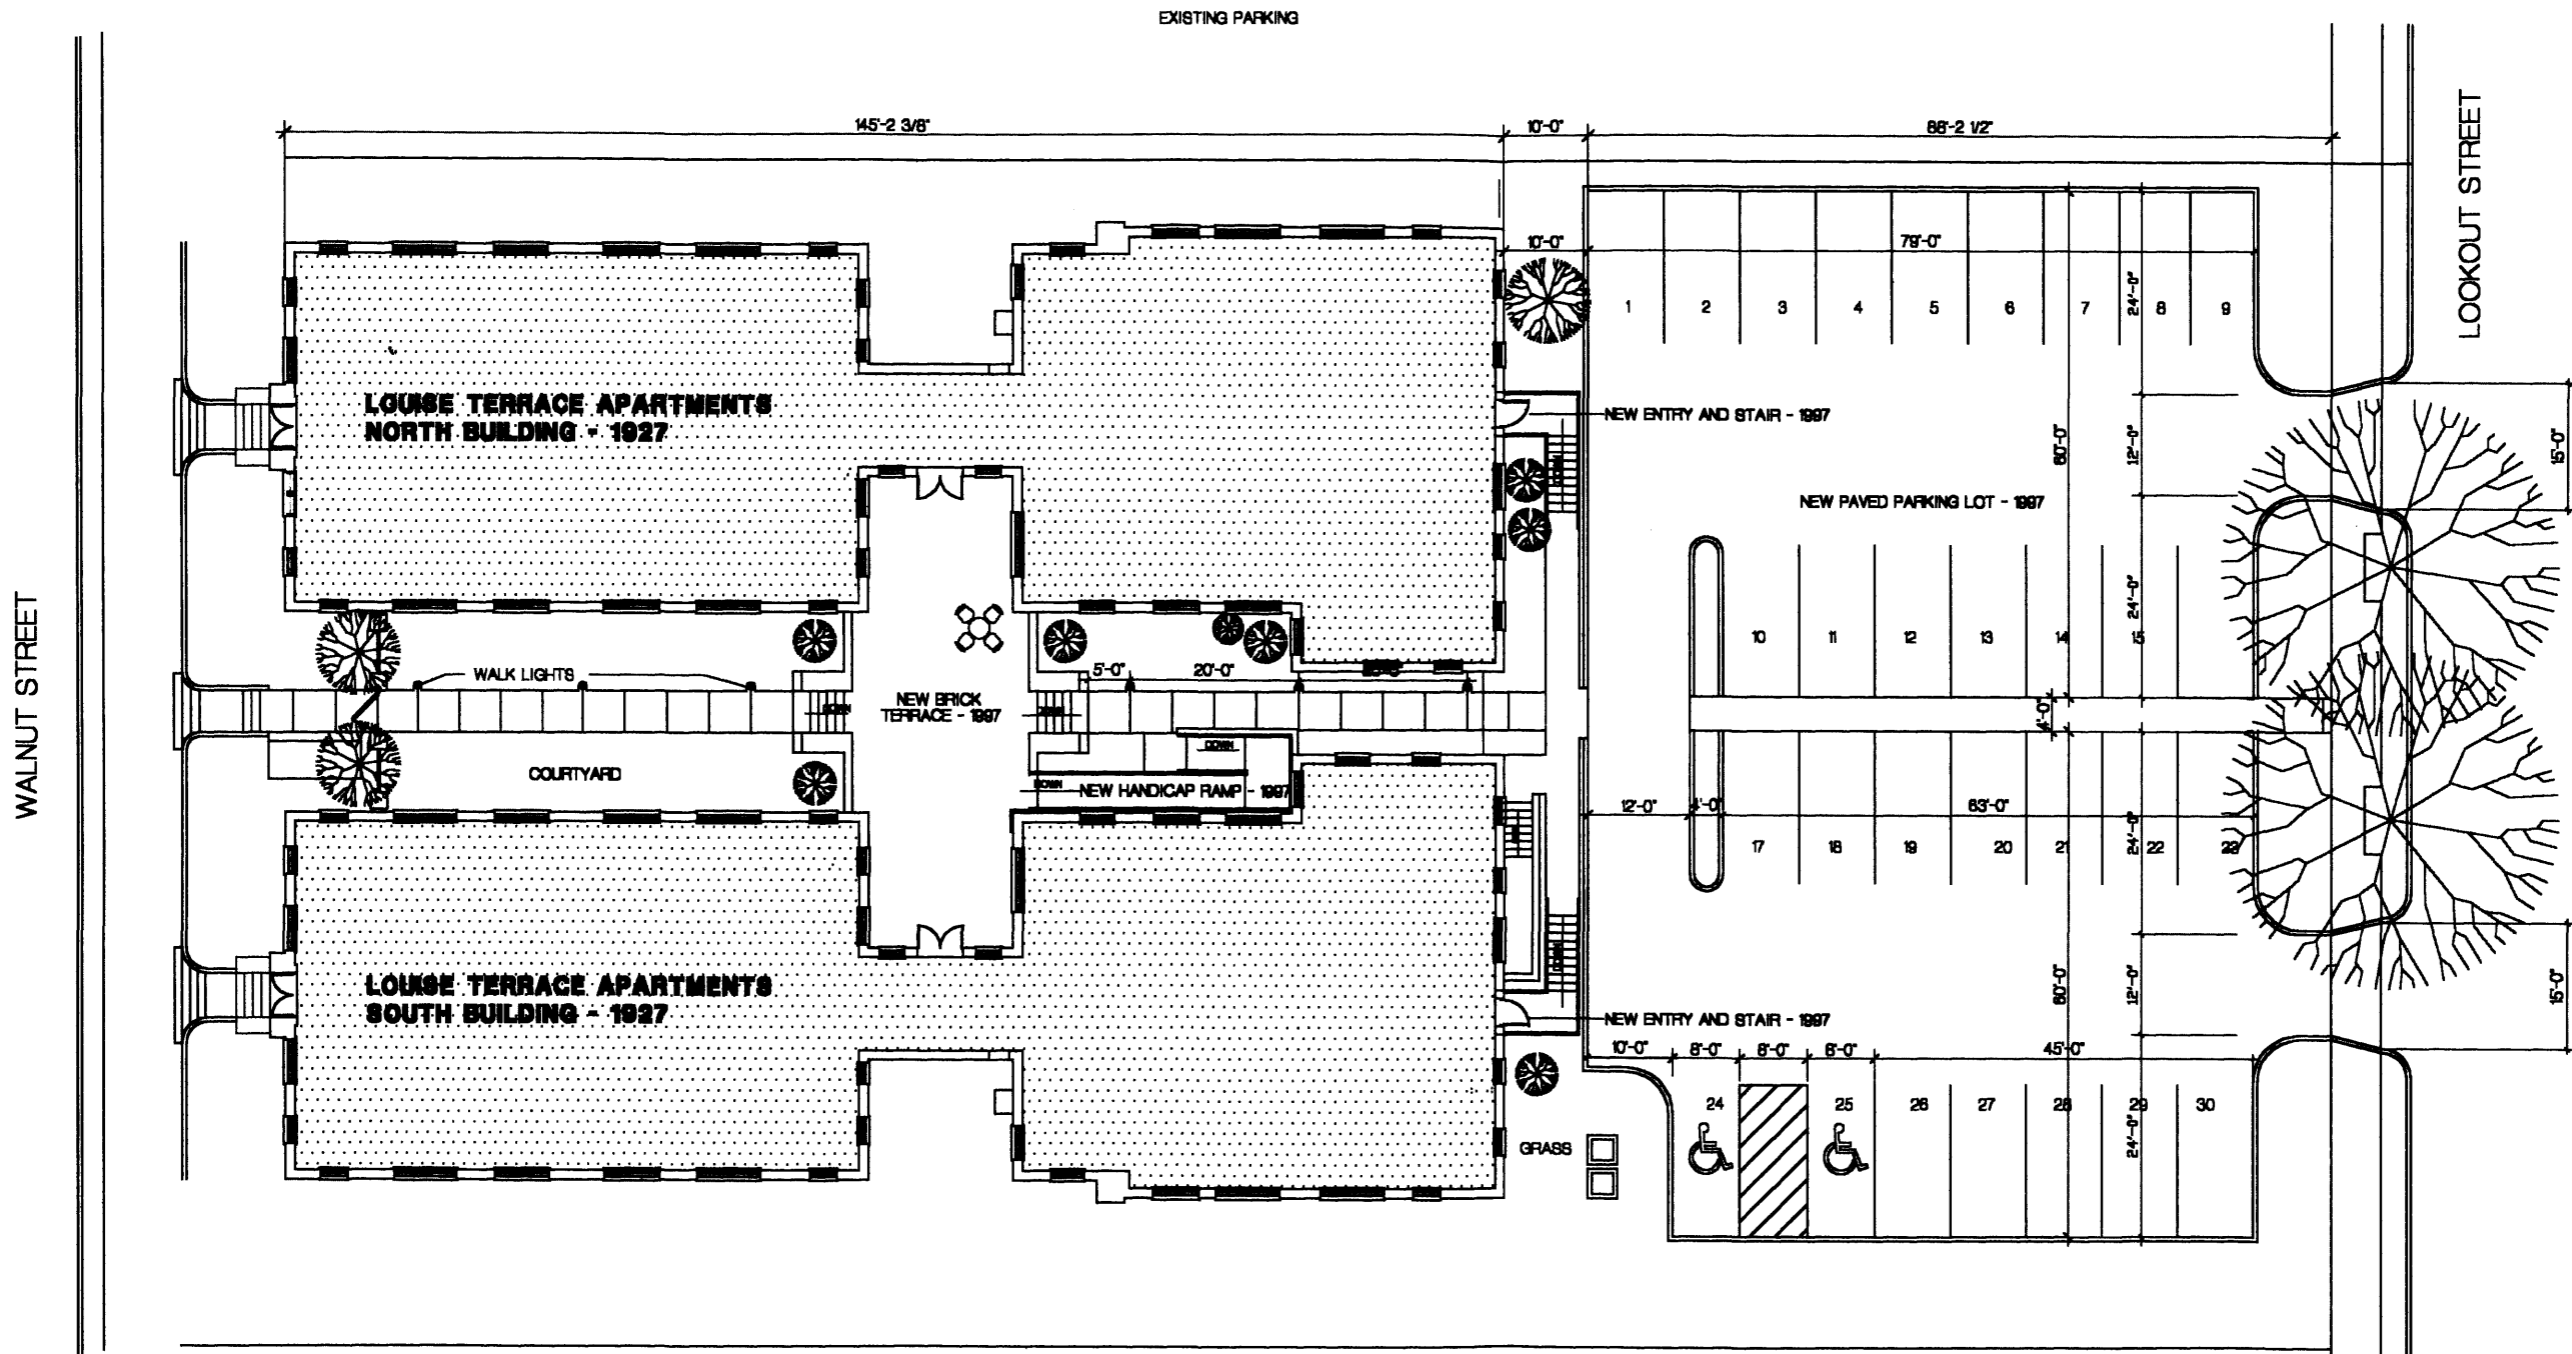 EXISTING PARKING
WALNUT STREET
LOOKOUT STREET
145'-2 3/8"
10'-0"
88'-2 1/2"
10'-0"
79'-0"
1 2 3 4 5 6 7 8 9
24'-0"
LOUISE TERRACE APARTMENTS
NORTH BUILDING - 1927
NEW ENTRY AND STAIR - 1997
60'-0"
12'-0"
15'-0"
DOWN
NEW PAVED PARKING LOT - 1997
24'-0"
10 11 12 13 14 15
WALK LIGHTS
5'-0"
20'-0"
NEW BRICK
TERRACE - 1997
DOWN
DOWN
4'-0"
DOWN
COURTYARD
DOWN
NEW HANDICAP RAMP - 1997
12'-0"
4'-0"
63'-0"
17 18 19 20 21 22 23
24'-0"
DOWN
LOUISE TERRACE APARTMENTS
SOUTH BUILDING - 1927
60'-0"
12'-0"
15'-0"
NEW ENTRY AND STAIR - 1997
10'-0"
8'-0"
8'-0"
8'-0"
45'-0"
24 25 26 27 28 29 30
24'-0"
GRASS